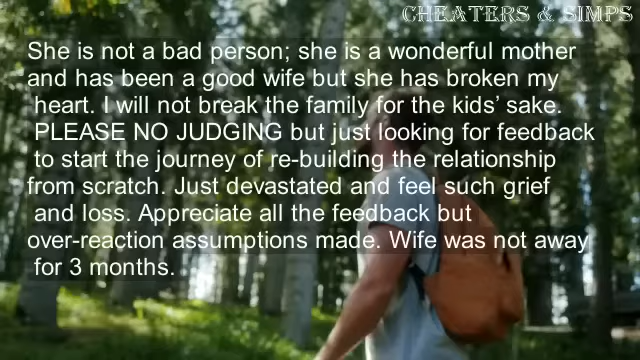 CHEATERS & SIMPS
She is not a bad person; she is a wonderful mother
and has been a good wife but she has broken my
heart. I will not break the family for the kids’ sake.
PLEASE NO JUDGING but just looking for feedback
to start the journey of re-building the relationship
from scratch. Just devastated and feel such grief
and loss. Appreciate all the feedback but
over-reaction assumptions made. Wife was not away
for 3 months.